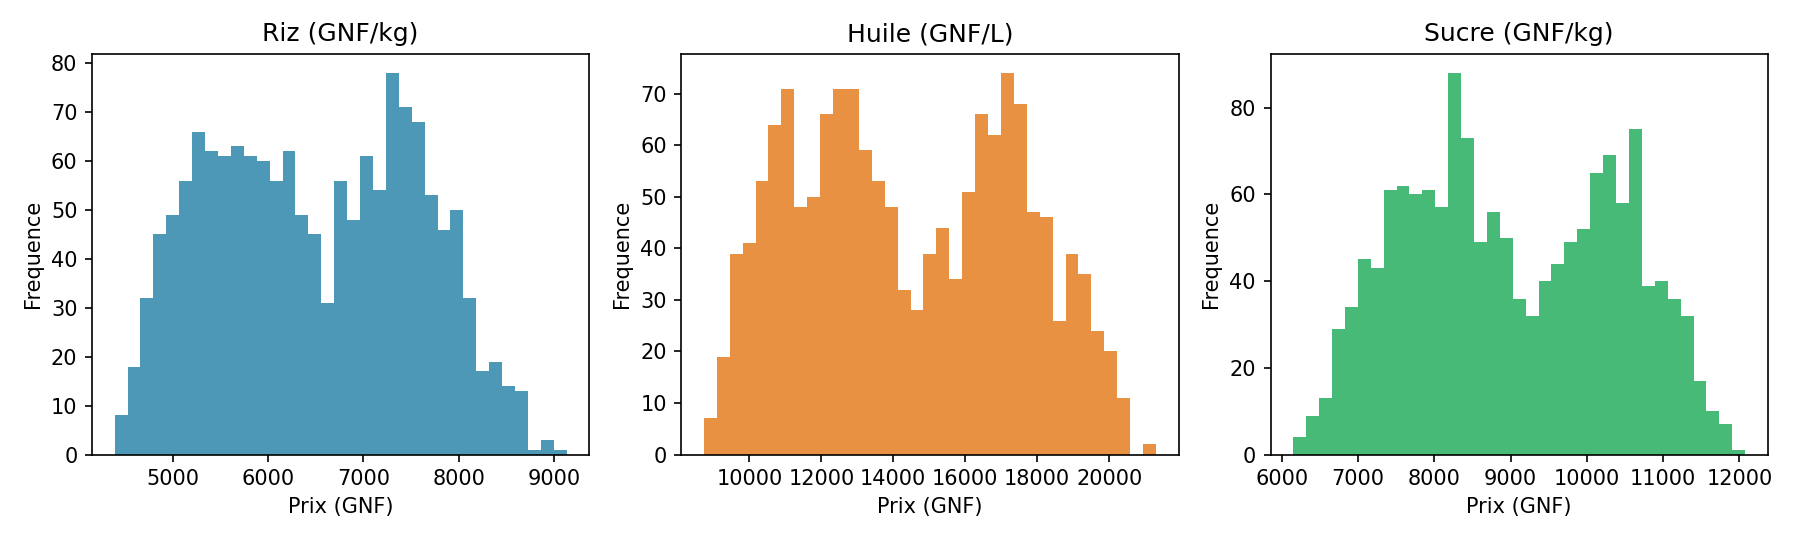 Riz (GNF/kg)
80
70
60
50
40
30
20
10
0
Frequence
5000 6000 7000 8000 9000
Prix (GNF)
Huile (GNF/L)
70
60
50
40
30
20
10
0
Frequence
10000 12000 14000 16000 18000 20000
Prix (GNF)
Sucre (GNF/kg)
80
60
40
20
0
Frequence
6000 7000 8000 9000 10000 11000 12000
Prix (GNF)